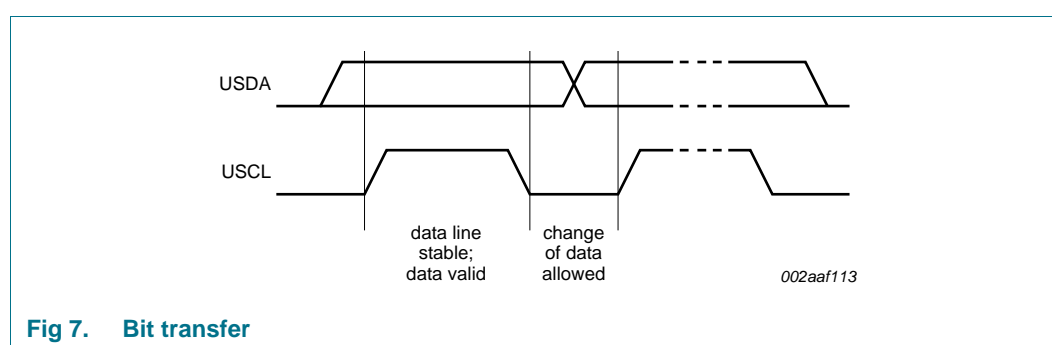 USDA
USCL
data line
stable;
data valid
change
of data
allowed
002aaf113
Fig 7. Bit transfer